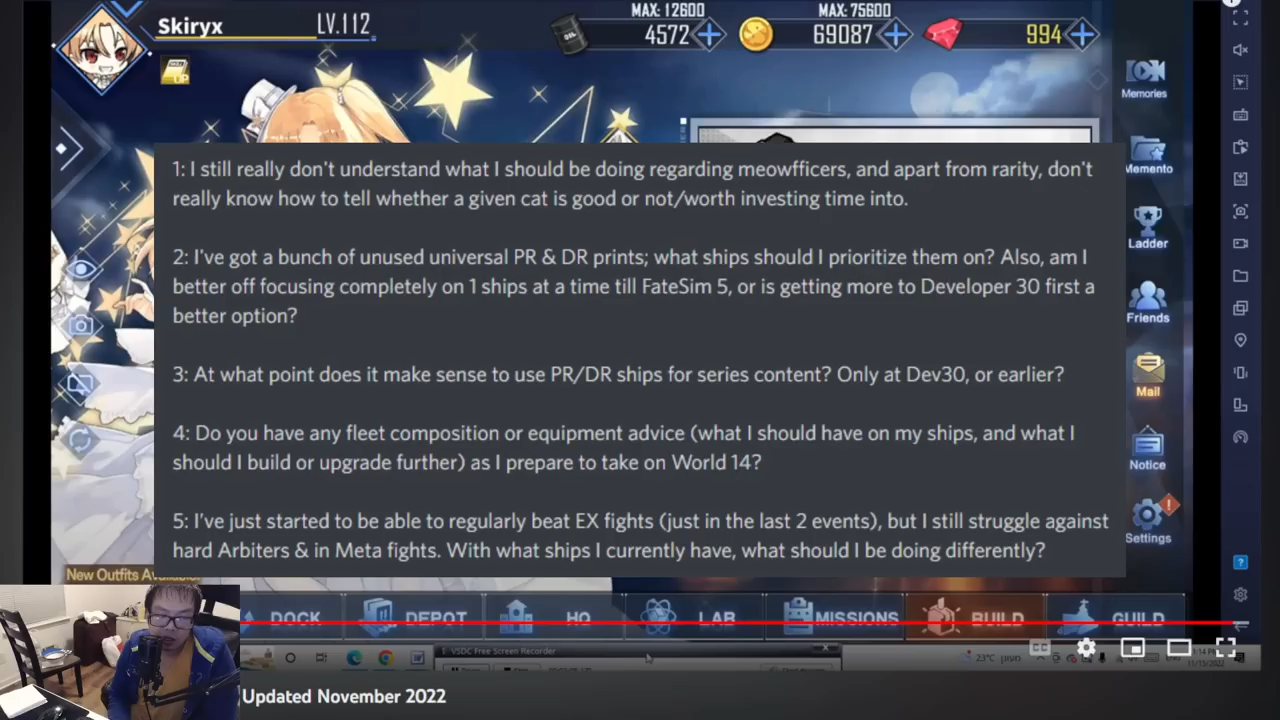 Skiryx
LV.112
MAX: 12600
4572
MAX: 75600
69087
994
Memories
1: I still really don't understand what I should be doing regarding meowfficers, and apart from rarity, don't
really know how to tell whether a given cat is good or not/worth investing time into.
Memento
Ladder
2: I've got a bunch of unused universal PR & DR prints; what ships should I prioritize them on? Also, am I
better off focusing completely on 1 ships at a time till FateSim 5, or is getting more to Developer 30 first a
better option?
Friends
3: At what point does it make sense to use PR/DR ships for series content? Only at Dev30, or earlier?
Mail
4: Do you have any fleet composition or equipment advice (what I should have on my ships, and what I
should I build or upgrade further) as I prepare to take on World 14?
Notice
5: I've just started to be able to regularly beat EX fights (just in the last 2 events), but I still struggle against
hard Arbiters & in Meta fights. With what ships I currently have, what should I be doing differently?
Settings
New Outfits Available!
DOCK
DEPOT
HQ
LAB
MISSIONS
BUILD
GUILD
CC
VSDC Free Screen Recorder
23°C
11/15/2022
Updated November 2022